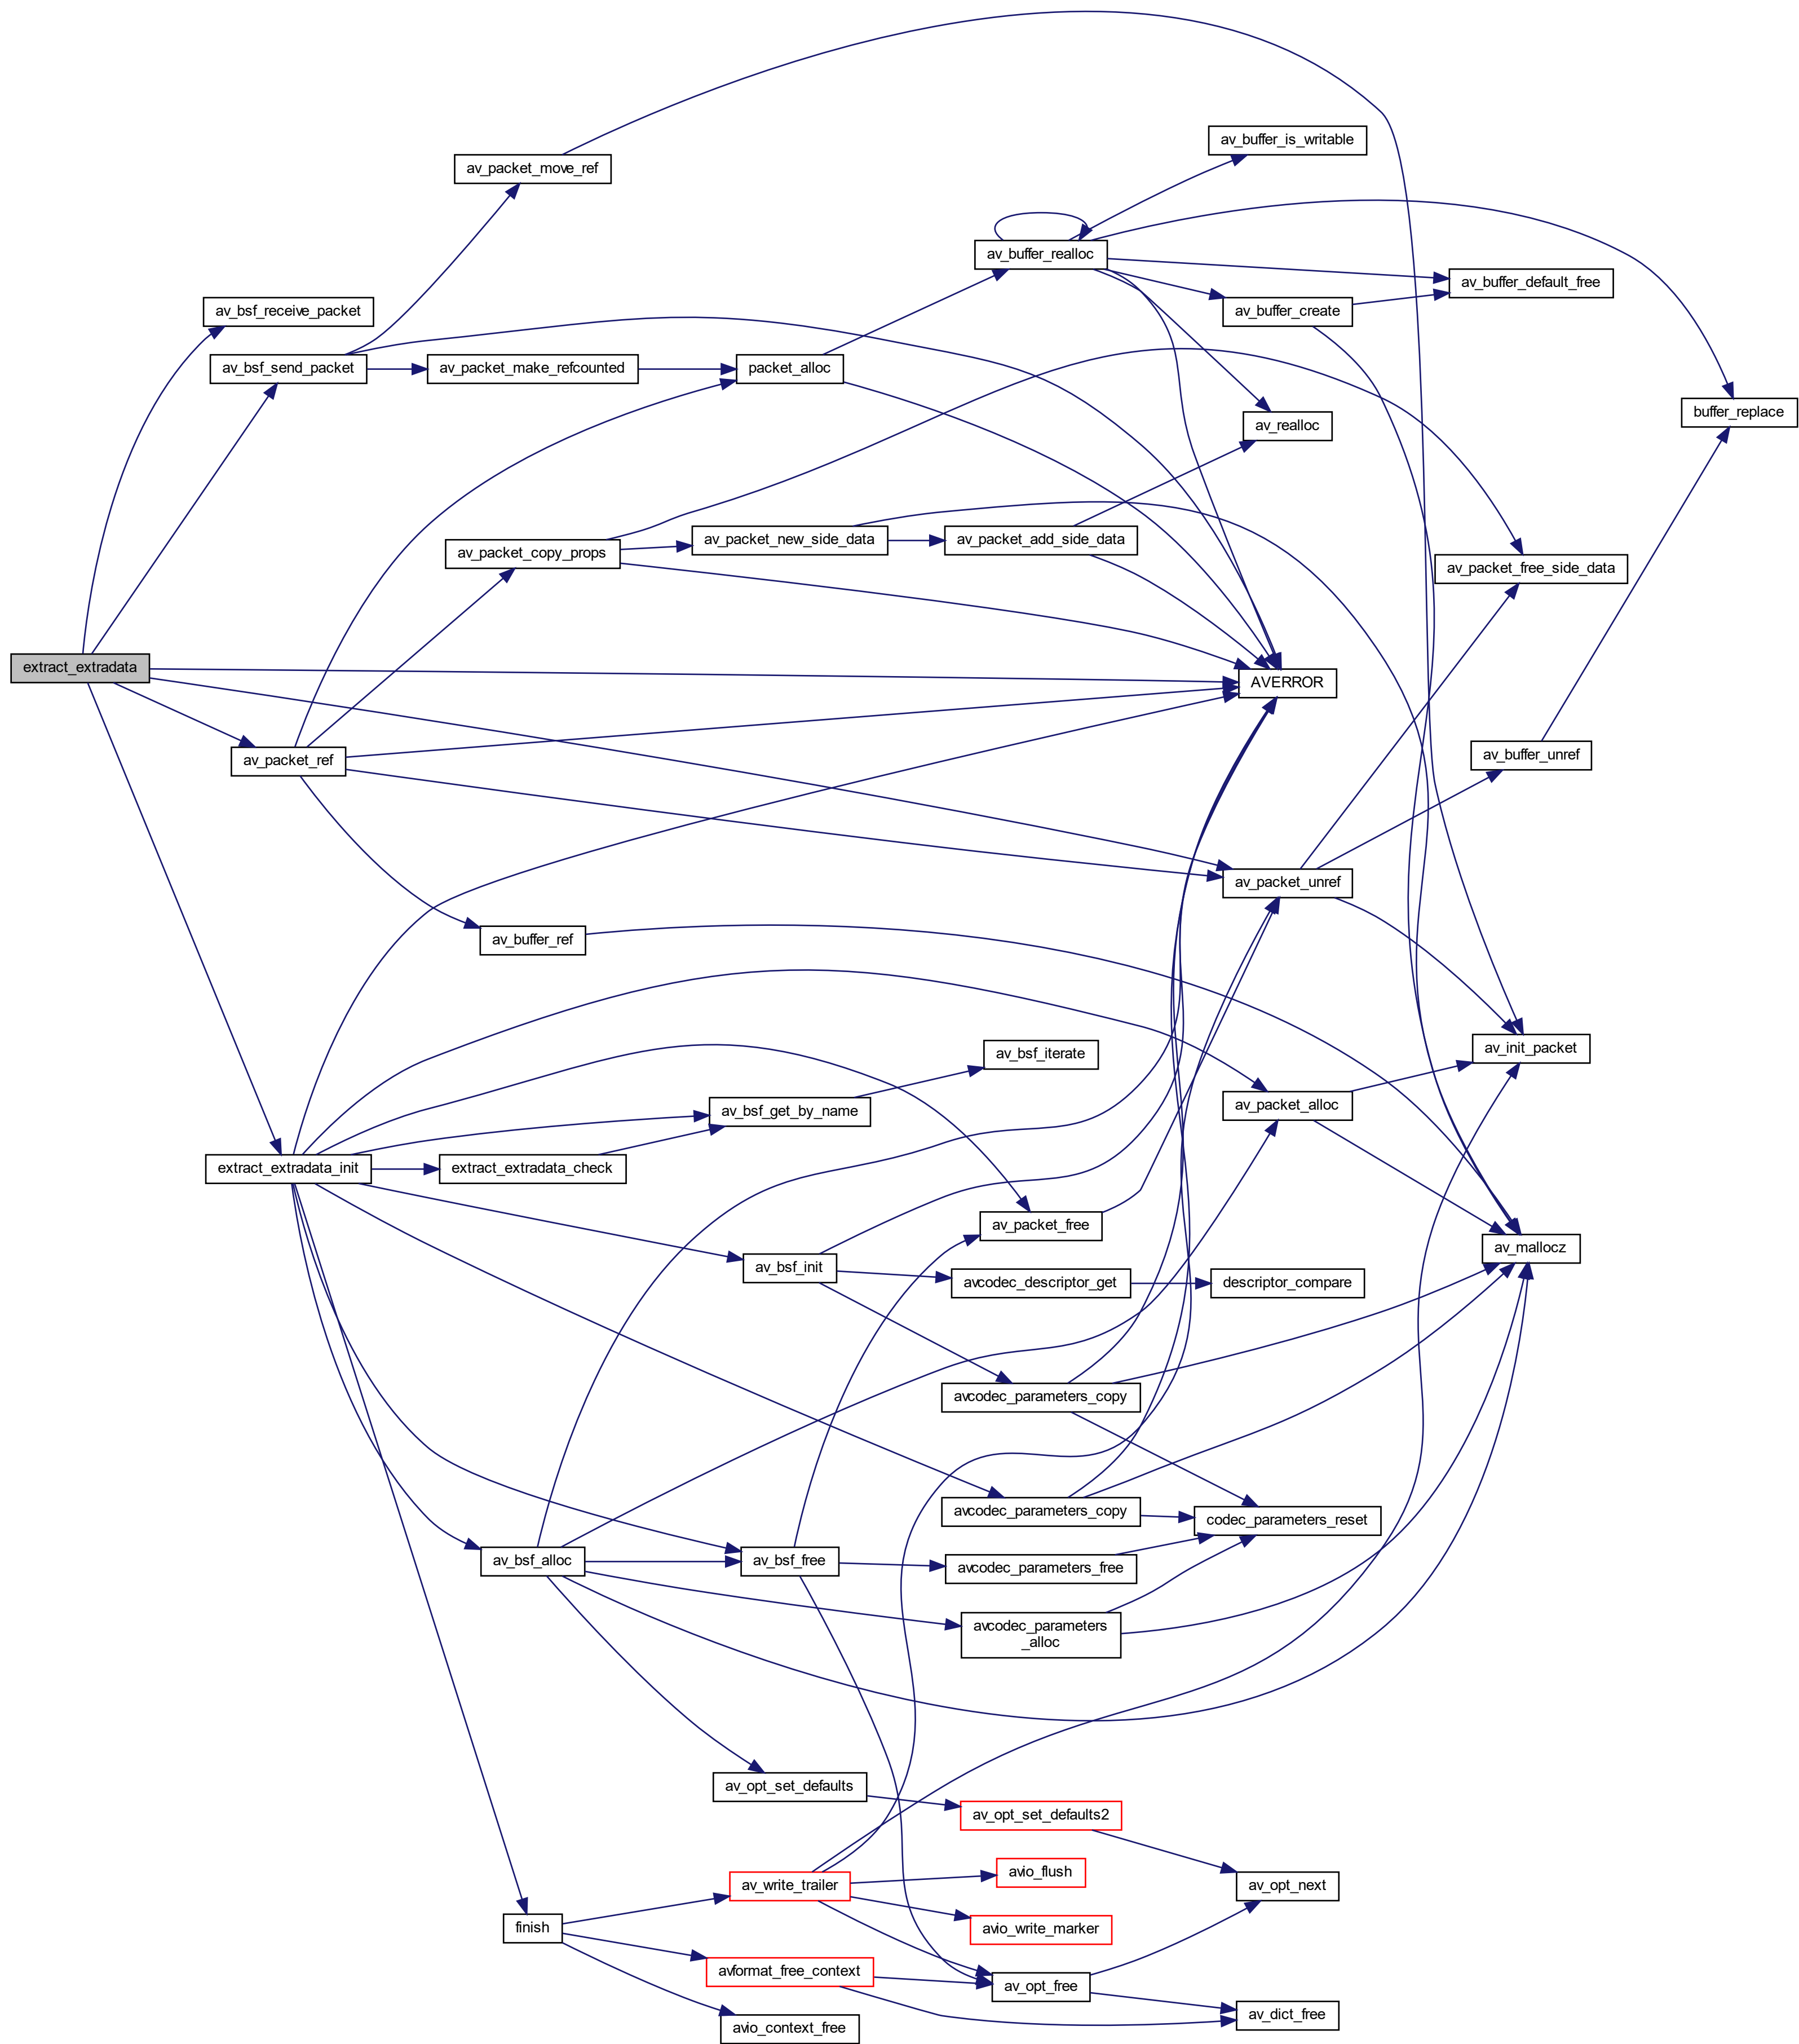 av_packet_move_ref
av_buffer_is_writable
av_buffer_realloc
av_buffer_default_free
av_bsf_receive_packet
av_buffer_create
av_bsf_send_packet
av_packet_make_refcounted
packet_alloc
buffer_replace
av_realloc
av_packet_new_side_data
av_packet_add_side_data
av_packet_copy_props
av_packet_free_side_data
extract_extradata
AVERROR
av_packet_ref
av_buffer_unref
av_packet_unref
av_buffer_ref
av_bsf_iterate
av_init_packet
av_packet_alloc
av_bsf_get_by_name
extract_extradata_init
extract_extradata_check
av_packet_free
av_mallocz
av_bsf_init
avcodec_descriptor_get
descriptor_compare
avcodec_parameters_copy
avcodec_parameters_copy
codec_parameters_reset
av_bsf_alloc
av_bsf_free
avcodec_parameters_free
avcodec_parameters
_alloc
av_opt_set_defaults
av_opt_set_defaults2
avio_flush
av_write_trailer
av_opt_next
finish
avio_write_marker
avformat_free_context
av_opt_free
av_dict_free
avio_context_free